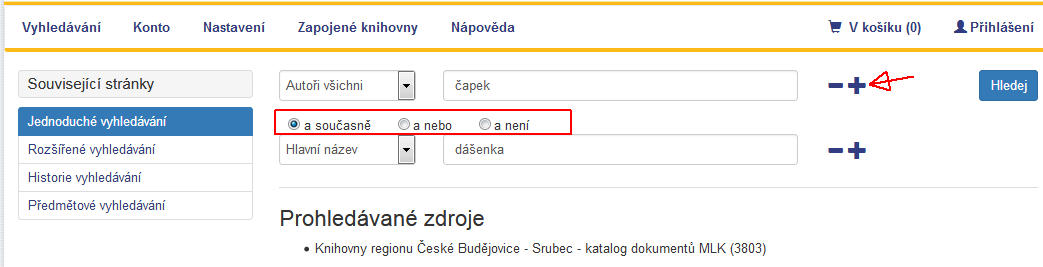 Vyhledávání Konto Nastavení Zapojené knihovny Nápověda V košíku (0) Přihlášení
Související stránky
Jednoduché vyhledávání
Rozšířené vyhledávání
Historie vyhledávání
Předmětové vyhledávání
Autoři všichni čapek Hledej
a současně a nebo a není
Hlavní název dášenka
Prohledávané zdroje
• Knihovny regionu České Budějovice - Srubec - katalog dokumentů MLK (3803)